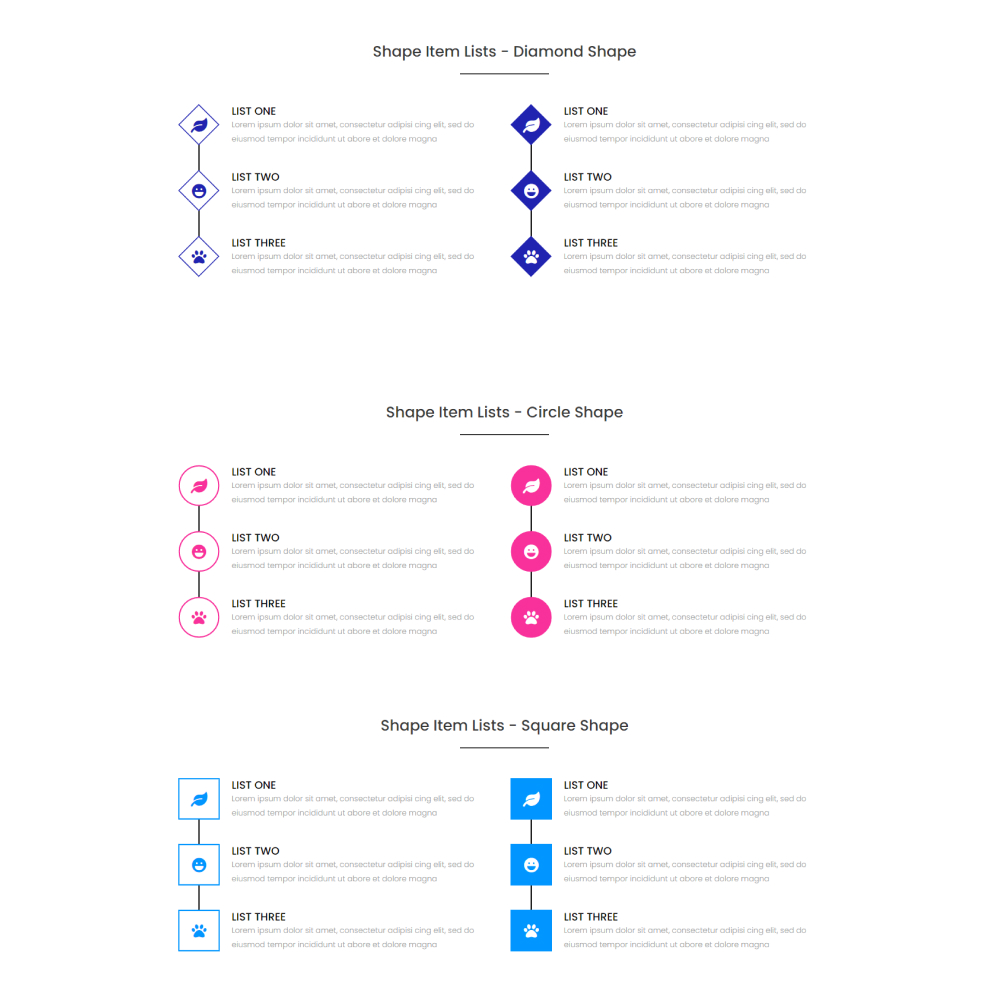 Shape Item Lists - Diamond Shape
LIST ONE
Lorem ipsum dolor sit amet, consectetur adipisi cing elit, sed do
eiusmod tempor incididunt ut abore et dolore magna
LIST TWO
Lorem ipsum dolor sit amet, consectetur adipisi cing elit, sed do
eiusmod tempor incididunt ut abore et dolore magna
LIST THREE
Lorem ipsum dolor sit amet, consectetur adipisi cing elit, sed do
eiusmod tempor incididunt ut abore et dolore magna
LIST ONE
Lorem ipsum dolor sit amet, consectetur adipisi cing elit, sed do
eiusmod tempor incididunt ut abore et dolore magna
LIST TWO
Lorem ipsum dolor sit amet, consectetur adipisi cing elit, sed do
eiusmod tempor incididunt ut abore et dolore magna
LIST THREE
Lorem ipsum dolor sit amet, consectetur adipisi cing elit, sed do
eiusmod tempor incididunt ut abore et dolore magna
Shape Item Lists - Circle Shape
LIST ONE
Lorem ipsum dolor sit amet, consectetur adipisi cing elit, sed do
eiusmod tempor incididunt ut abore et dolore magna
LIST TWO
Lorem ipsum dolor sit amet, consectetur adipisi cing elit, sed do
eiusmod tempor incididunt ut abore et dolore magna
LIST THREE
Lorem ipsum dolor sit amet, consectetur adipisi cing elit, sed do
eiusmod tempor incididunt ut abore et dolore magna
LIST ONE
Lorem ipsum dolor sit amet, consectetur adipisi cing elit, sed do
eiusmod tempor incididunt ut abore et dolore magna
LIST TWO
Lorem ipsum dolor sit amet, consectetur adipisi cing elit, sed do
eiusmod tempor incididunt ut abore et dolore magna
LIST THREE
Lorem ipsum dolor sit amet, consectetur adipisi cing elit, sed do
eiusmod tempor incididunt ut abore et dolore magna
Shape Item Lists - Square Shape
LIST ONE
Lorem ipsum dolor sit amet, consectetur adipisi cing elit, sed do
eiusmod tempor incididunt ut abore et dolore magna
LIST TWO
Lorem ipsum dolor sit amet, consectetur adipisi cing elit, sed do
eiusmod tempor incididunt ut abore et dolore magna
LIST THREE
Lorem ipsum dolor sit amet, consectetur adipisi cing elit, sed do
eiusmod tempor incididunt ut abore et dolore magna
LIST ONE
Lorem ipsum dolor sit amet, consectetur adipisi cing elit, sed do
eiusmod tempor incididunt ut abore et dolore magna
LIST TWO
Lorem ipsum dolor sit amet, consectetur adipisi cing elit, sed do
eiusmod tempor incididunt ut abore et dolore magna
LIST THREE
Lorem ipsum dolor sit amet, consectetur adipisi cing elit, sed do
eiusmod tempor incididunt ut abore et dolore magna